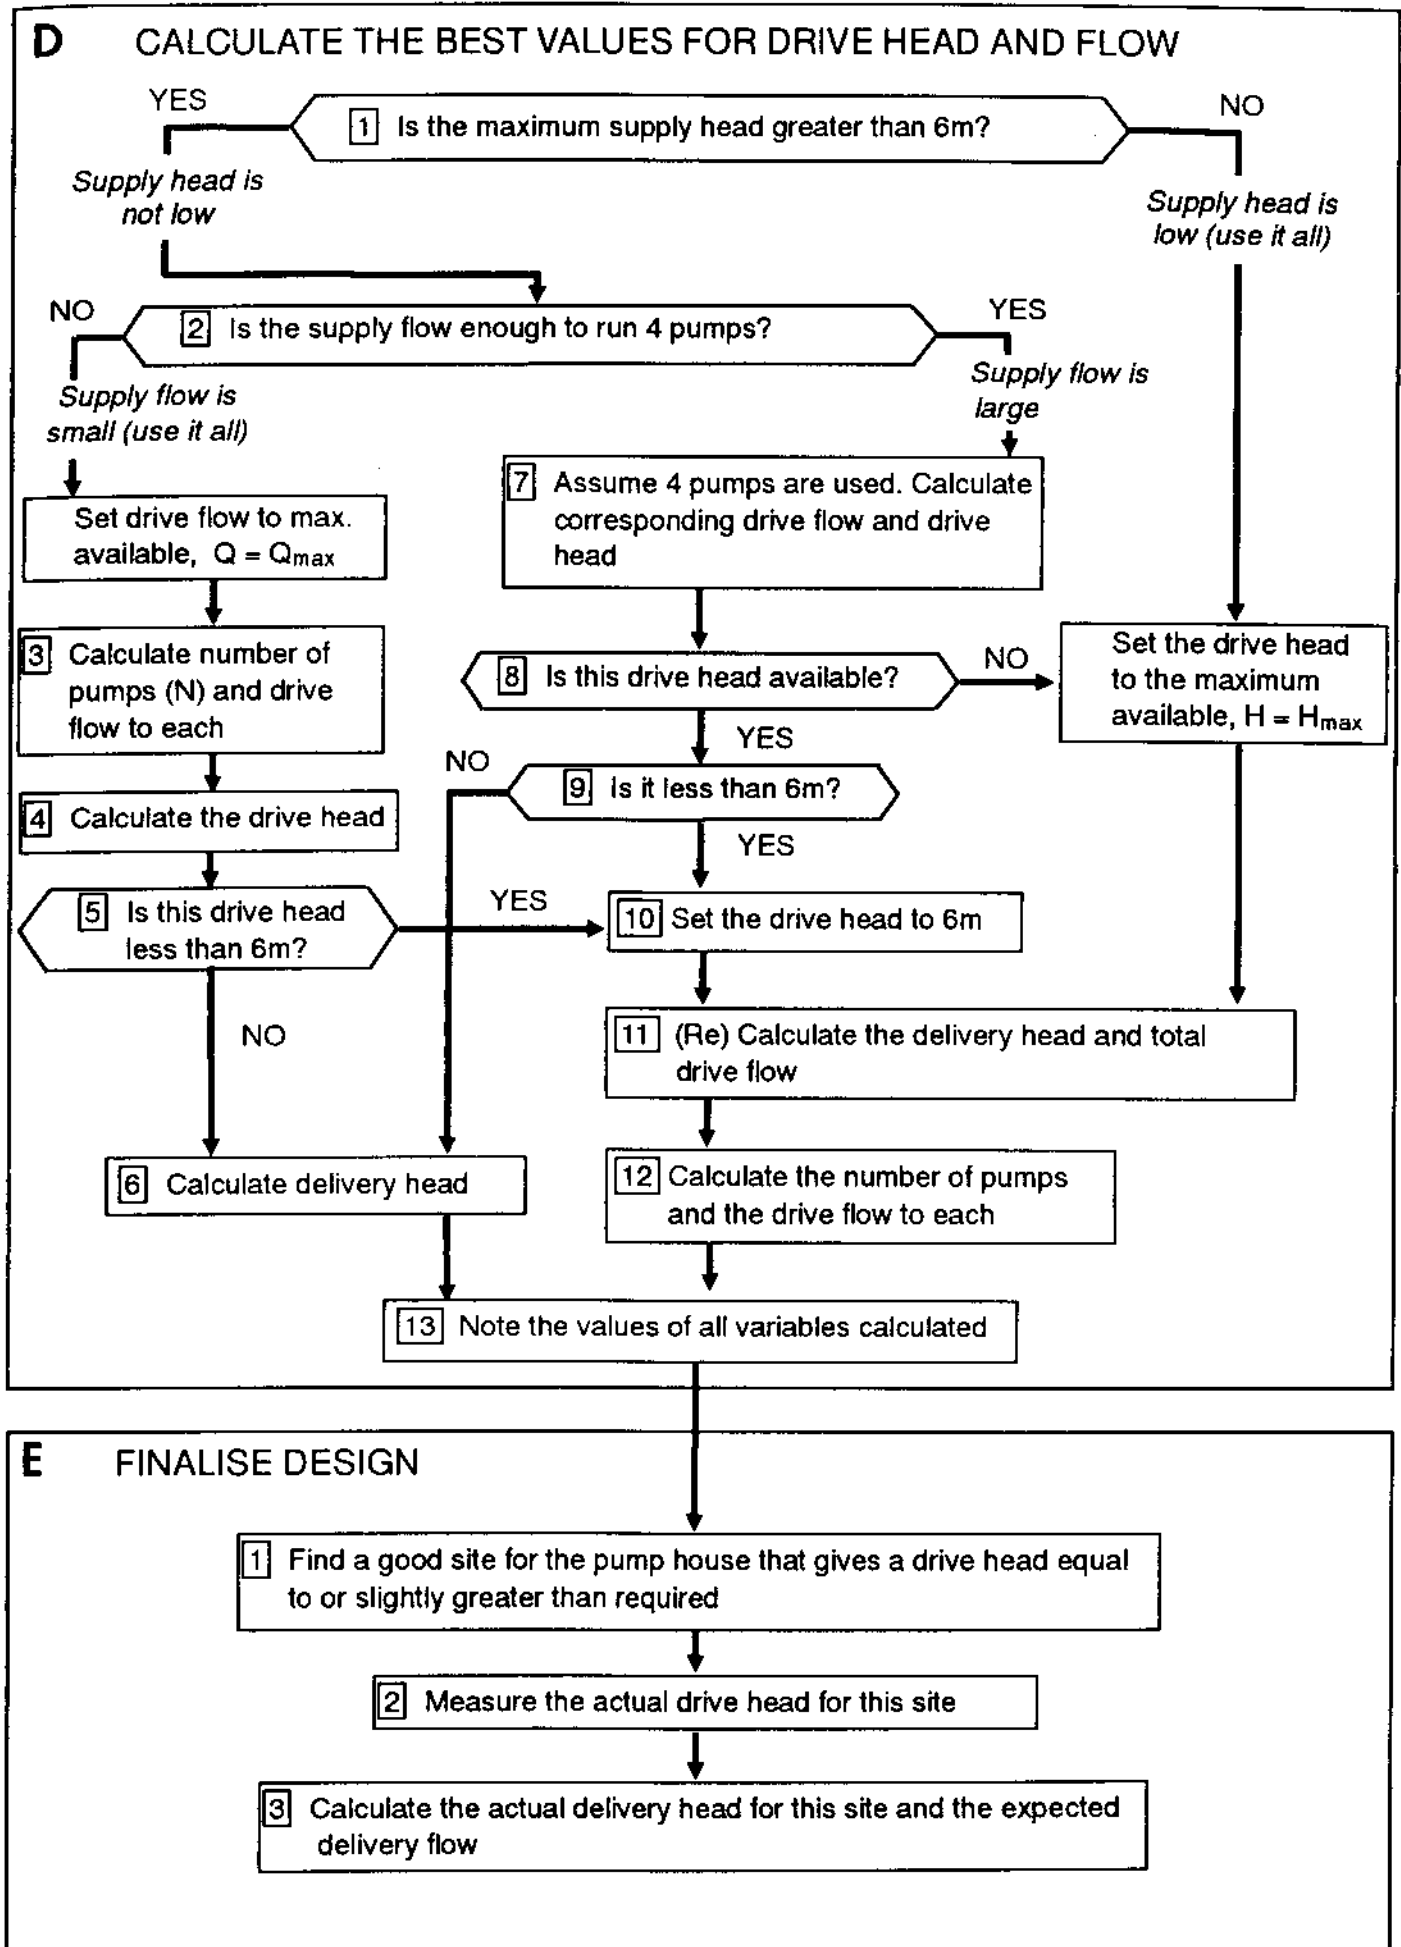 D CALCULATE THE BEST VALUES FOR DRIVE HEAD AND FLOW
YES
1 Is the maximum supply head greater than 6m?
NO
Supply head is
not low
Supply head is
low (use it all)
NO
2 Is the supply flow enough to run 4 pumps?
YES
Supply flow is
small (use it all)
Supply flow is
large
Set drive flow to max.
available, Q = Qmax
7 Assume 4 pumps are used. Calculate
corresponding drive flow and drive
head
3 Calculate number of
pumps (N) and drive
flow to each
8 Is this drive head available?
NO
Set the drive head
to the maximum
available, H = Hmax
YES
NO
9 Is it less than 6m?
4 Calculate the drive head
YES
5 Is this drive head
less than 6m?
YES
10 Set the drive head to 6m
NO
11 (Re) Calculate the delivery head and total
drive flow
6 Calculate delivery head
12 Calculate the number of pumps
and the drive flow to each
13 Note the values of all variables calculated
E FINALISE DESIGN
1 Find a good site for the pump house that gives a drive head equal
to or slightly greater than required
2 Measure the actual drive head for this site
3 Calculate the actual delivery head for this site and the expected
delivery flow